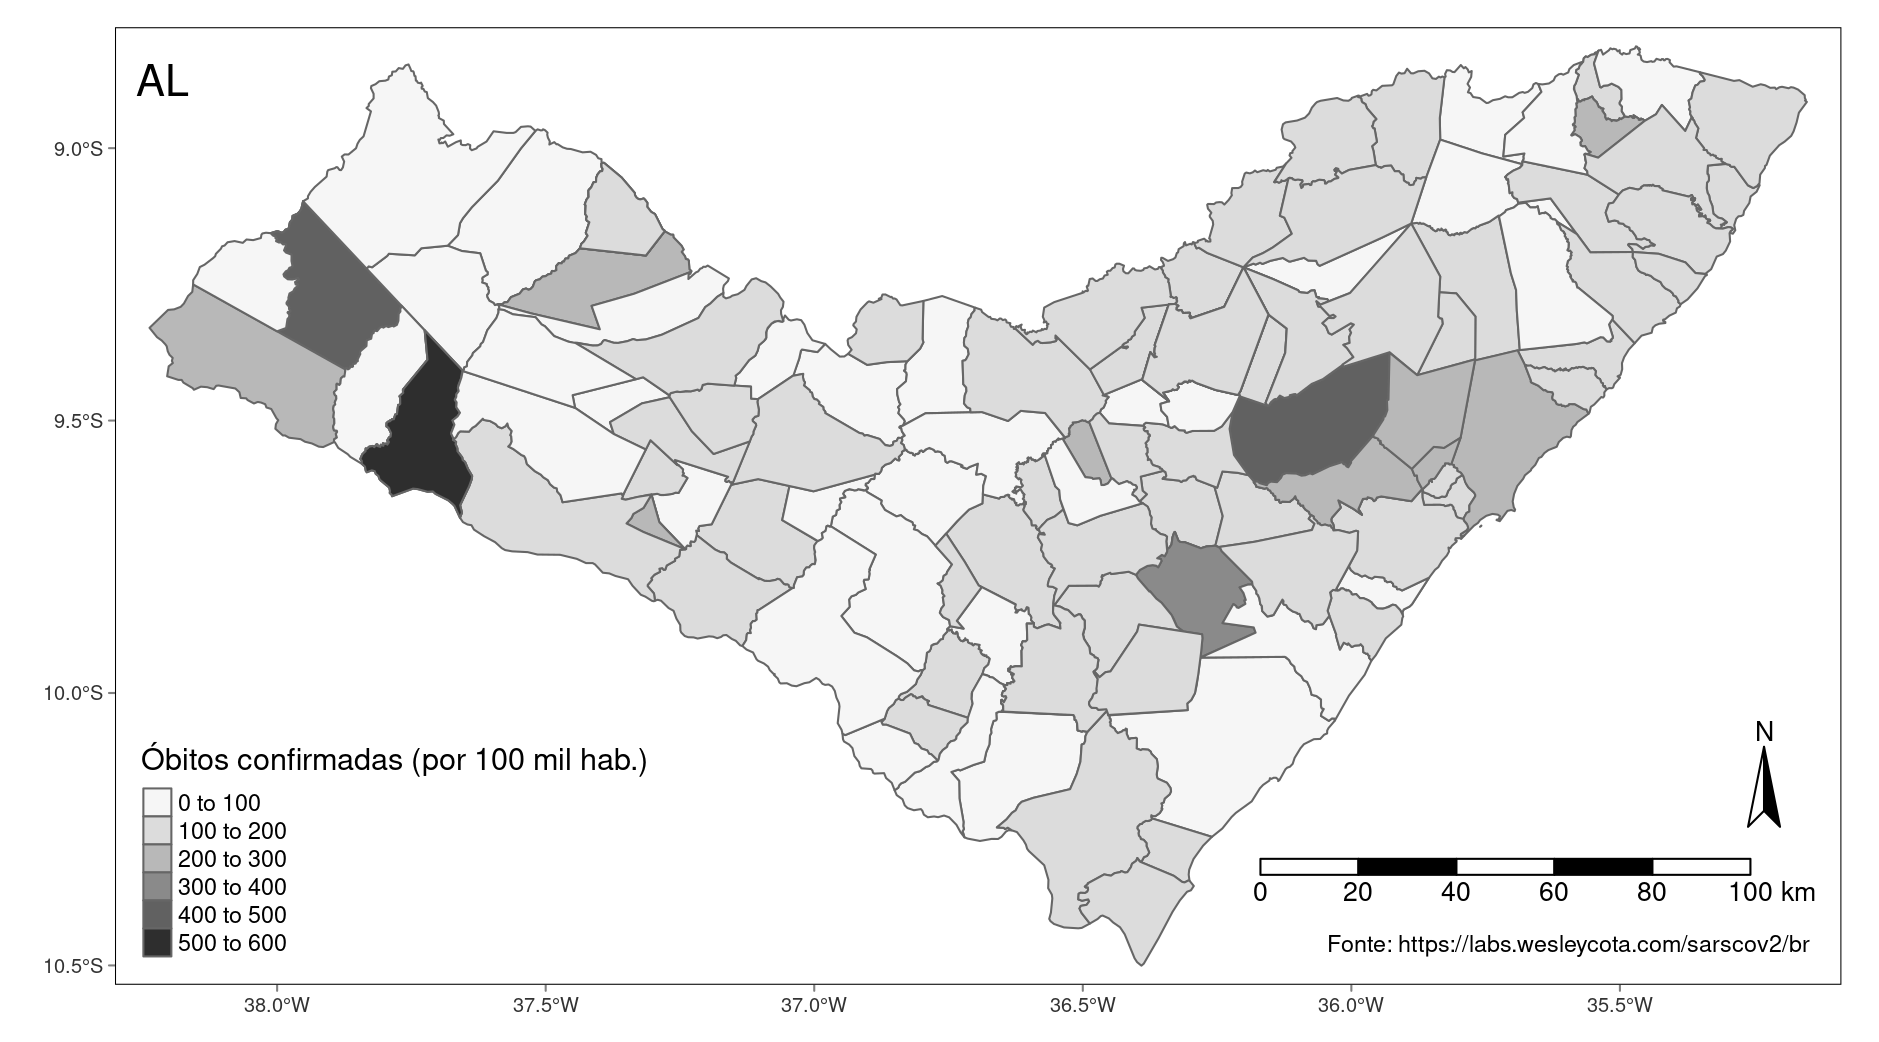 AL
9.0°S
9.5°S
10.0°S
10.5°S
Óbitos confirmadas (por 100 mil hab.)
0 to 100
100 to 200
200 to 300
300 to 400
400 to 500
500 to 600
N
0 20 40 60 80 100 km
Fonte: https://labs.wesleycota.com/sarscov2/br
38.0°W 37.5°W 37.0°W 36.5°W 36.0°W 35.5°W